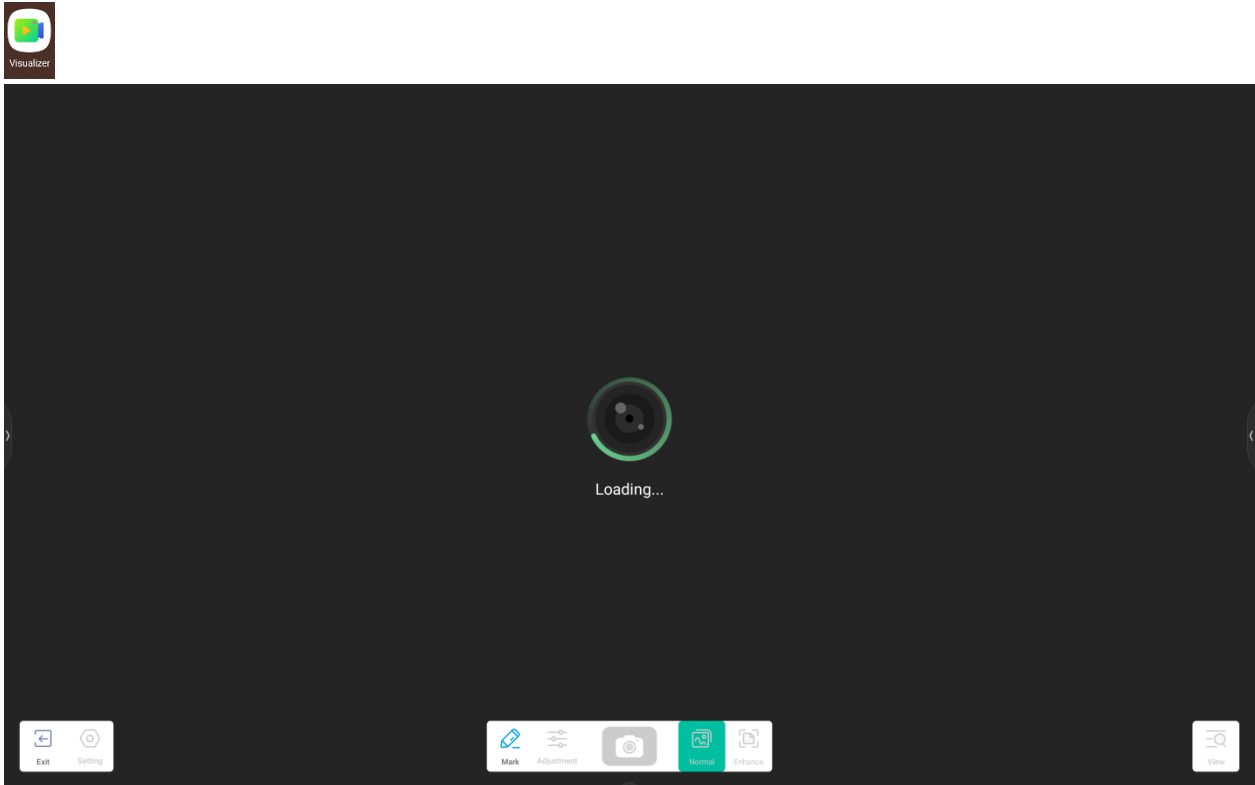 Visualizer
Loading...
Exit
Setting
Mark
Adjustment
Normal
Enhance
View